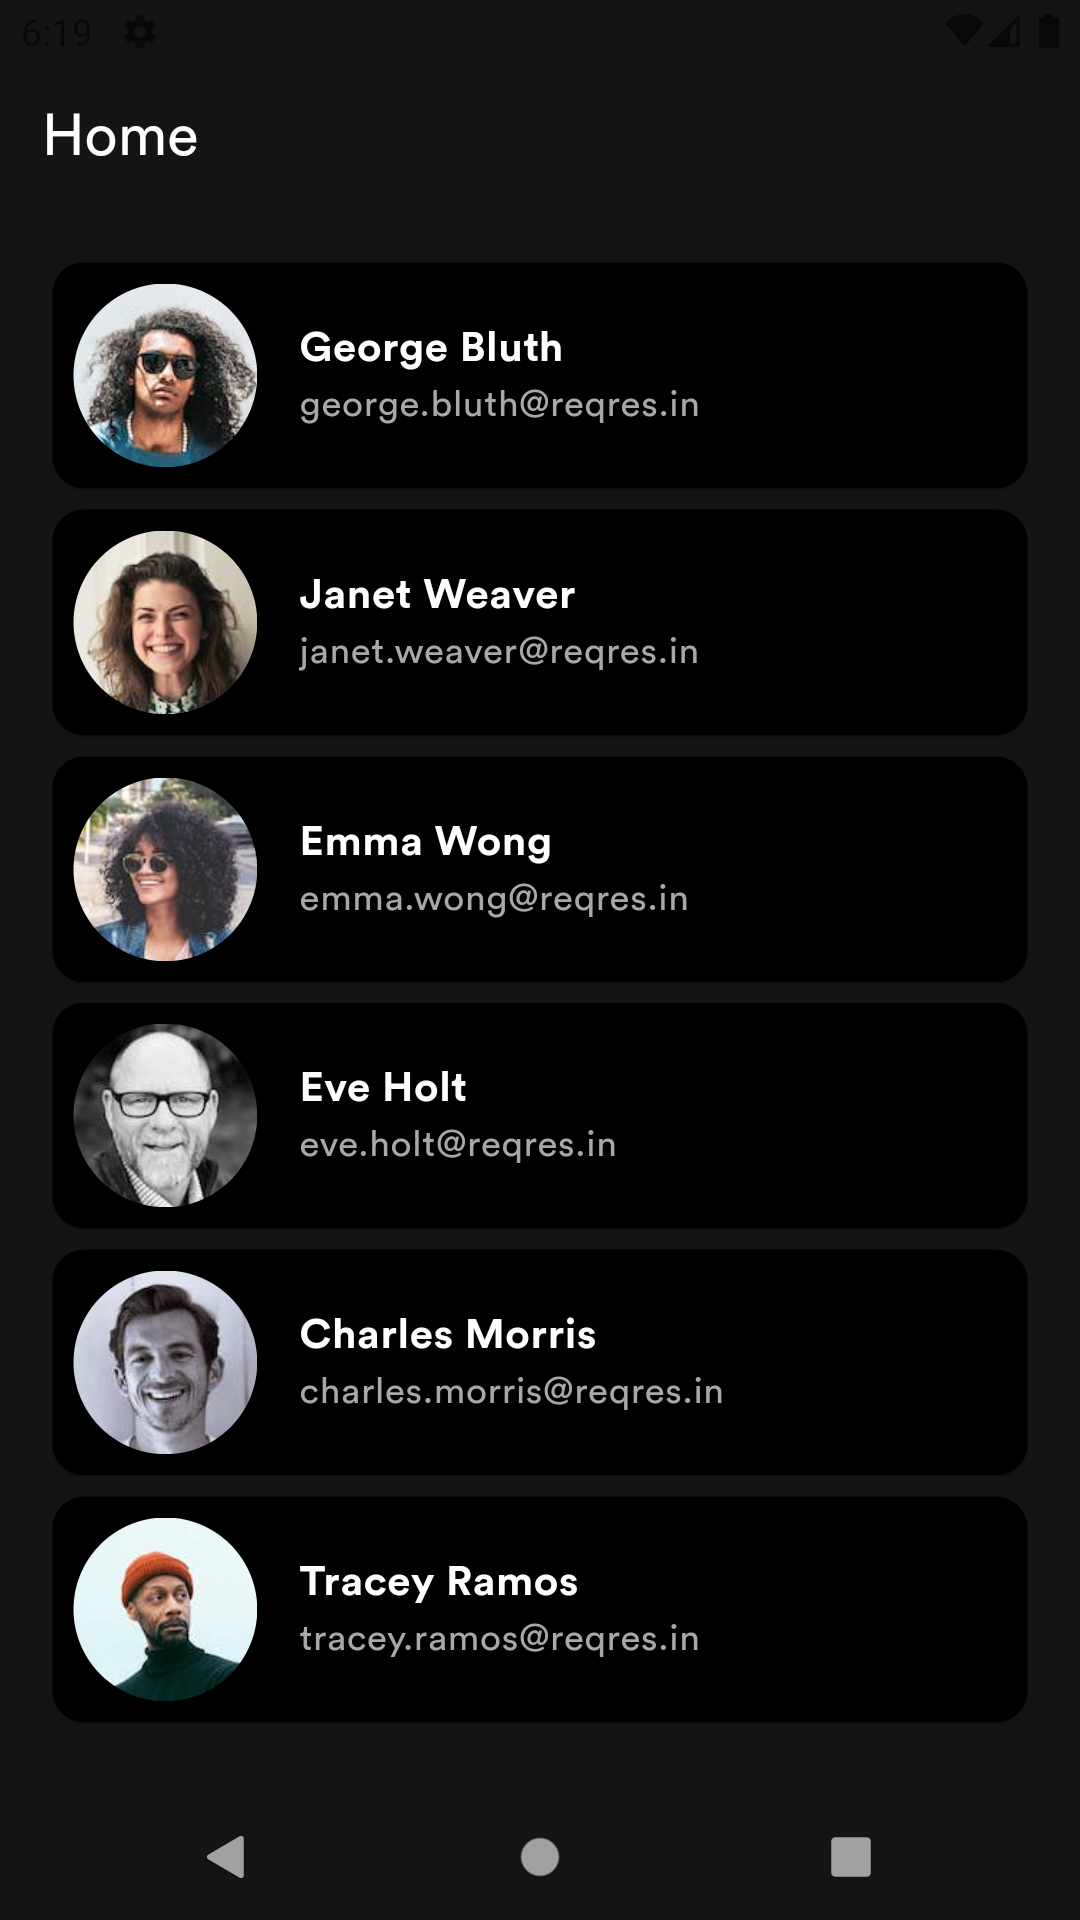 6:19
Home
George Bluth
george.bluth@reqres.in
Janet Weaver
janet.weaver@reqres.in
Emma Wong
emma.wong@reqres.in
Eve Holt
eve.holt@reqres.in
Charles Morris
charles.morris@reqres.in
Tracey Ramos
tracey.ramos@reqres.in